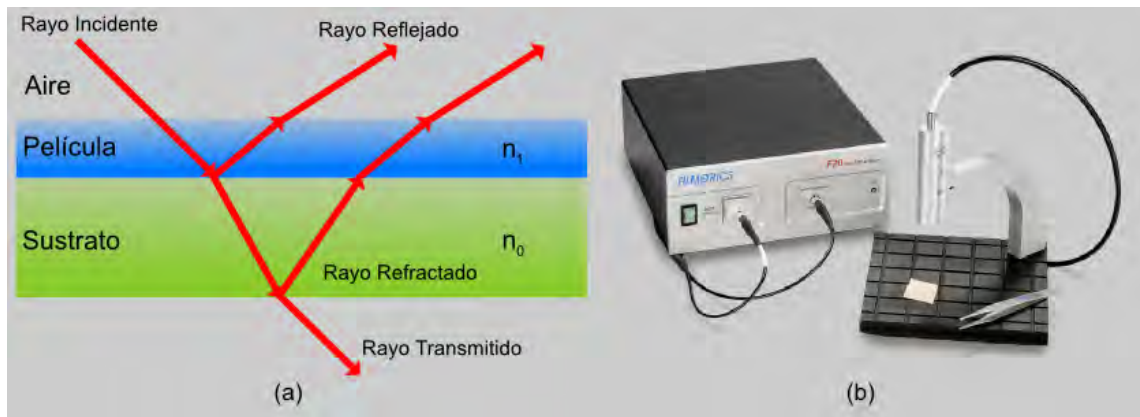 Rayo Incidente
Rayo Reflejado
Aire
Película
n1
Sustrato
n0
Rayo Refractado
Rayo Transmitido
(a)
FILMETRICS
F20
(b)